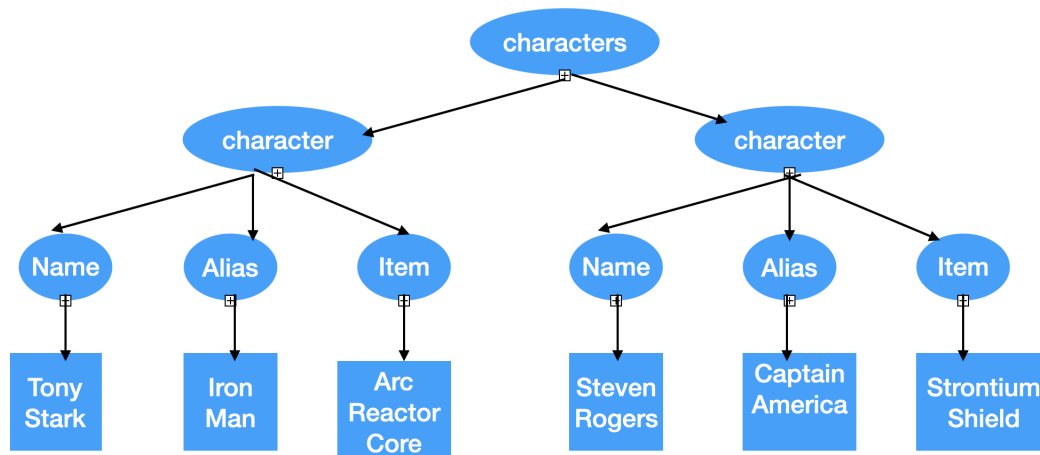 characters
character
character
Name
Alias
Item
Name
Alias
Item
Tony
Stark
Iron
Man
Arc
Reactor
Core
Steven
Rogers
Captain
America
Strontium
Shield